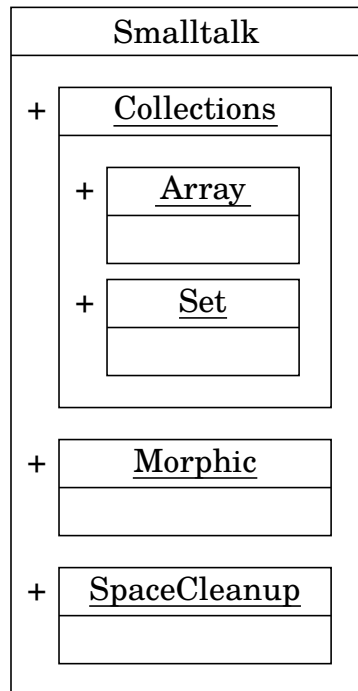 Smalltalk
+ Collections
+ Array
+ Set
+ Morphic
+ SpaceCleanup